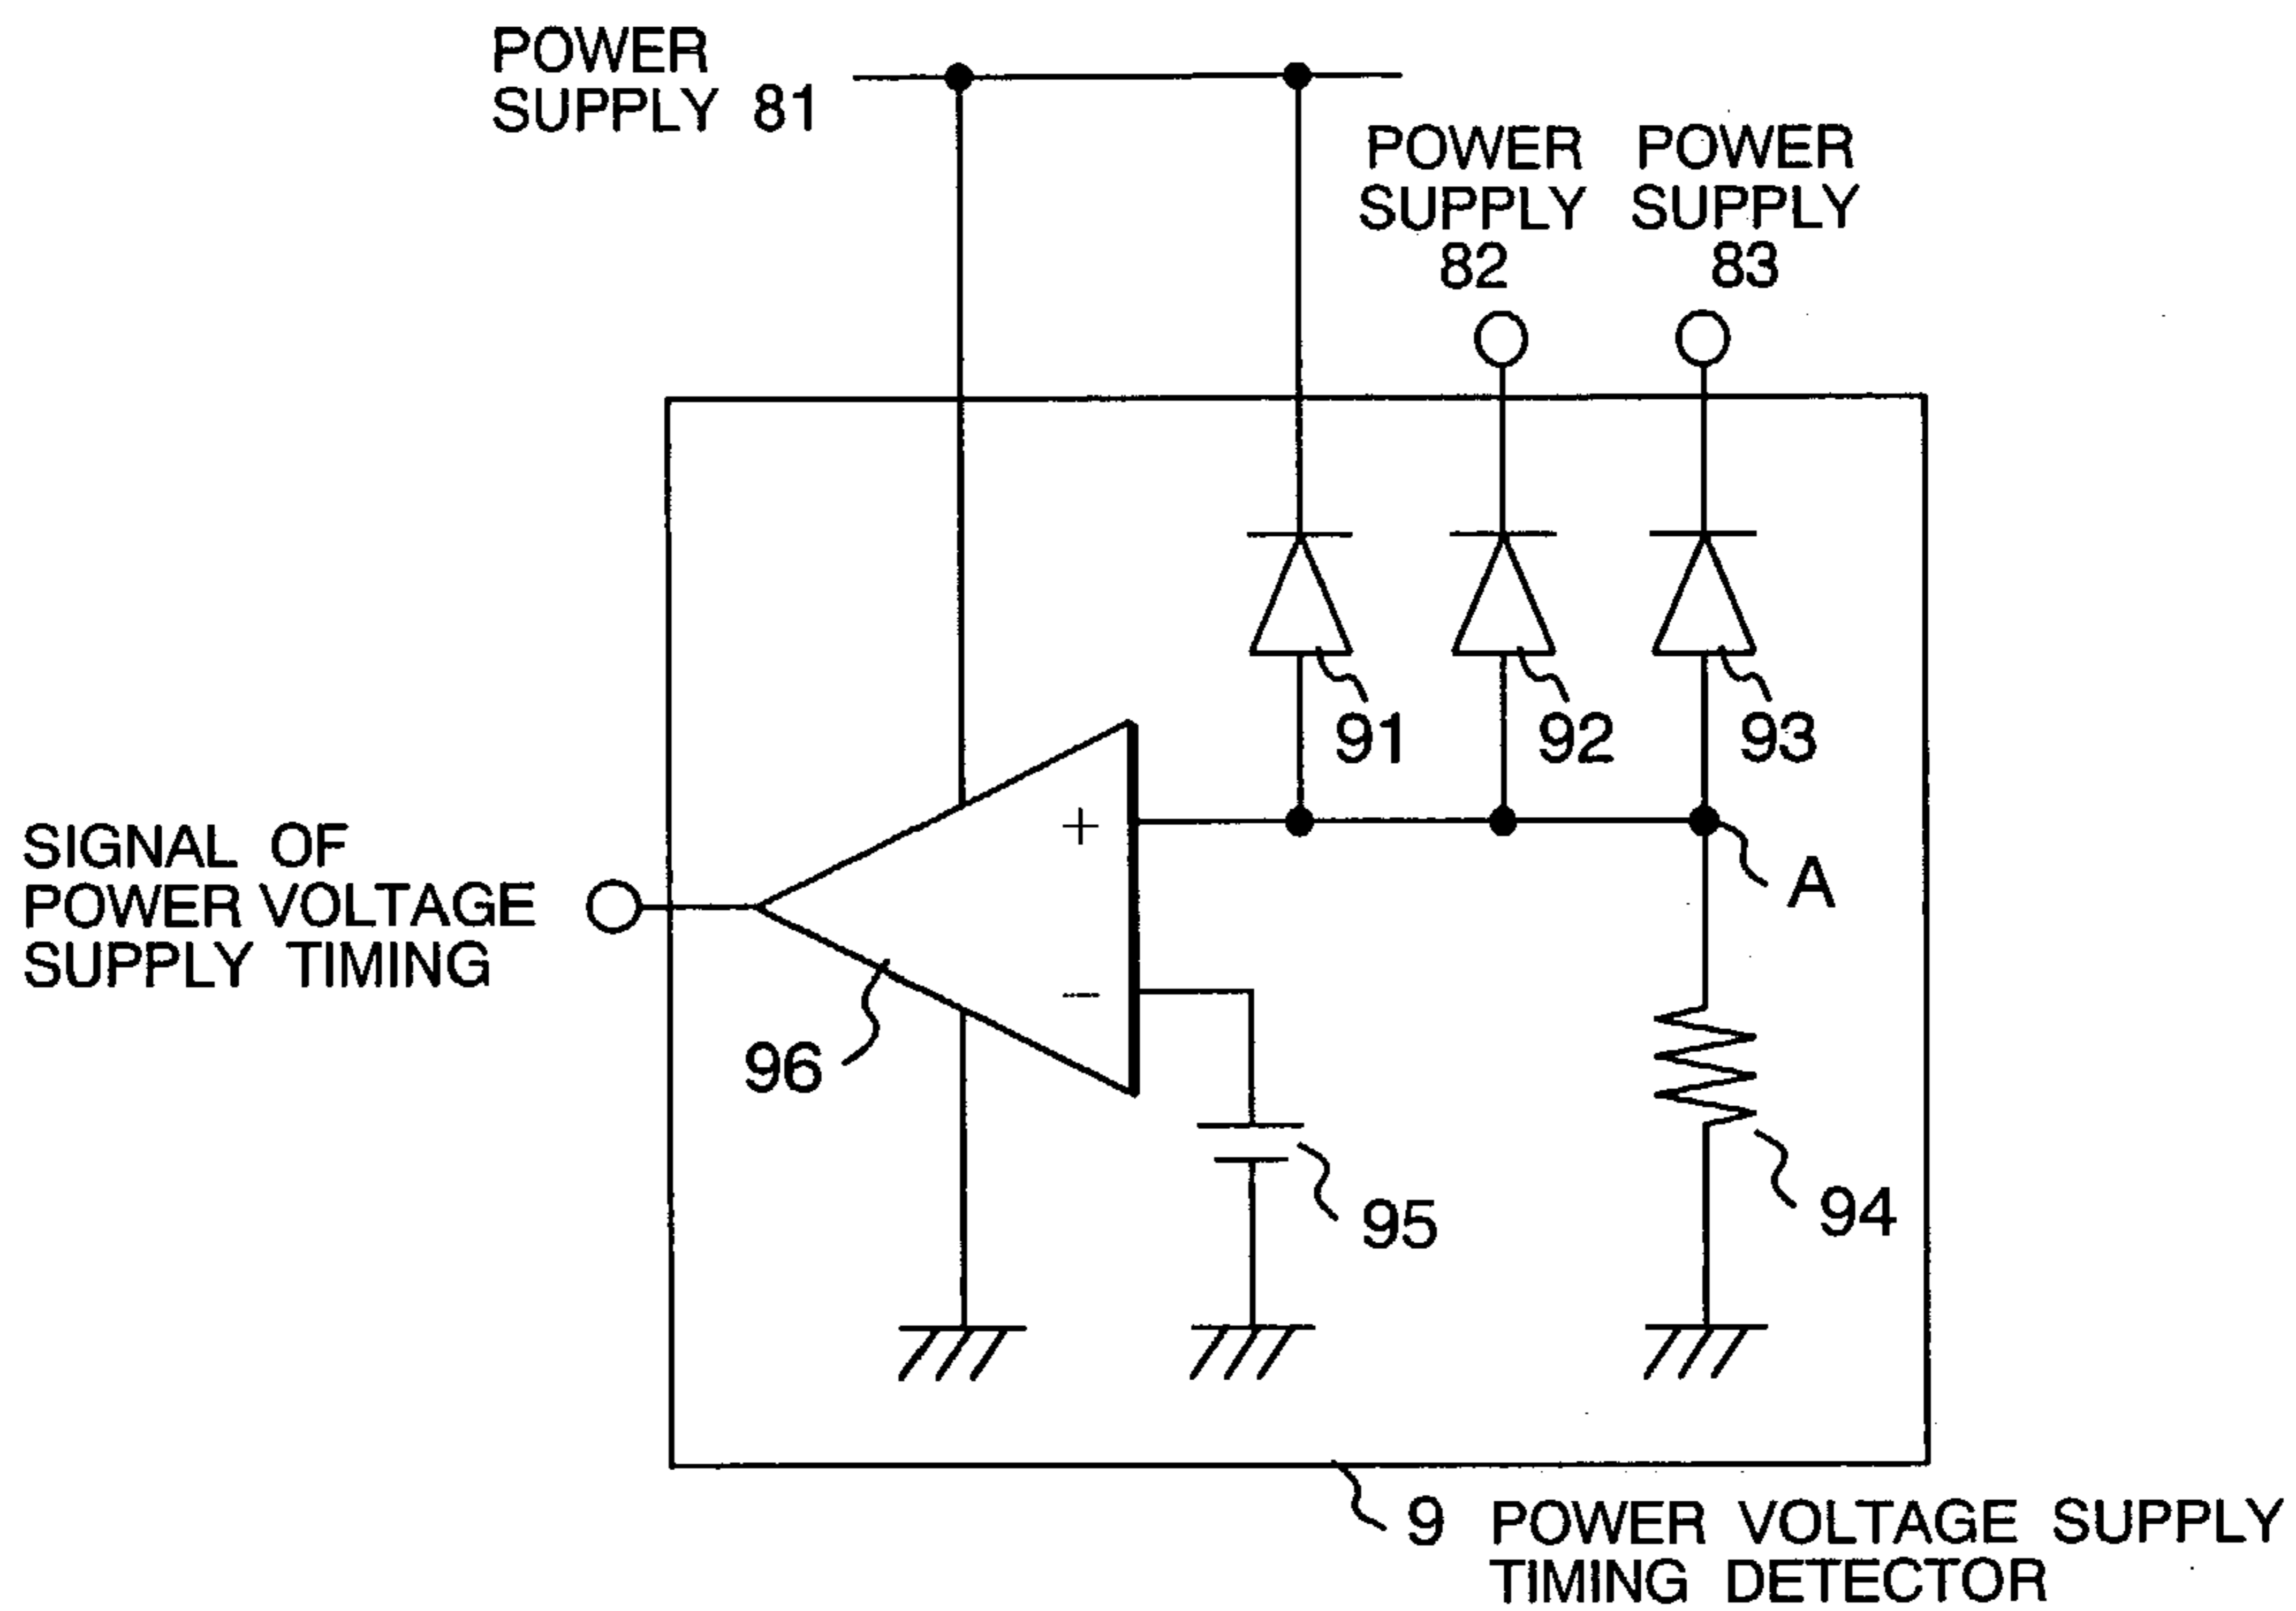 POWER
SUPPLY 81
POWER
SUPPLY
82
POWER
SUPPLY
83
91
92
93
+
A
SIGNAL OF
POWER VOLTAGE
SUPPLY TIMING
−
96
95
94
9 POWER VOLTAGE SUPPLY
TIMING DETECTOR